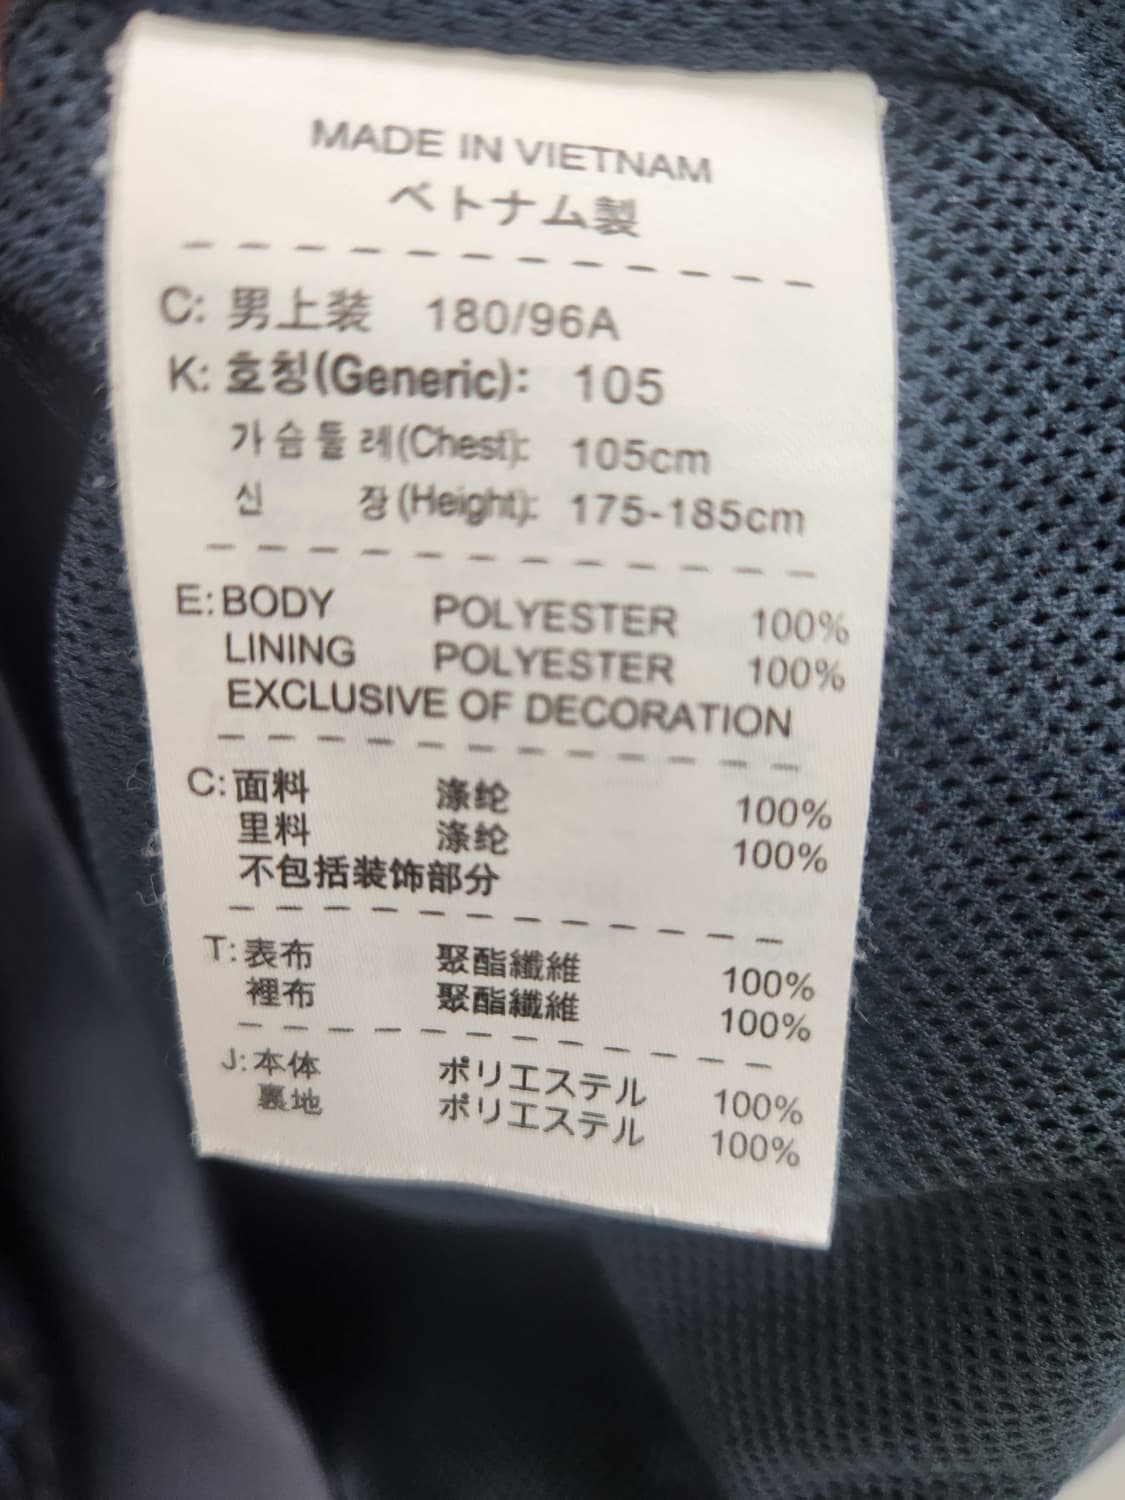 MADE IN VIETNAM
ベトナム製
C: 男上装 180/96A
K: 호칭(Generic): 105
가슴둘레(Chest): 105cm
신 장(Height): 175-185cm
E: BODY POLYESTER 100%
LINING POLYESTER 100%
EXCLUSIVE OF DECORATION
C: 面料 涤纶 100%
里料 涤纶 100%
不包括装饰部分
T: 表布 聚酯纖維 100%
裡布 聚酯纖維 100%
J: 本体 ポリエステル 100%
裏地 ポリエステル 100%